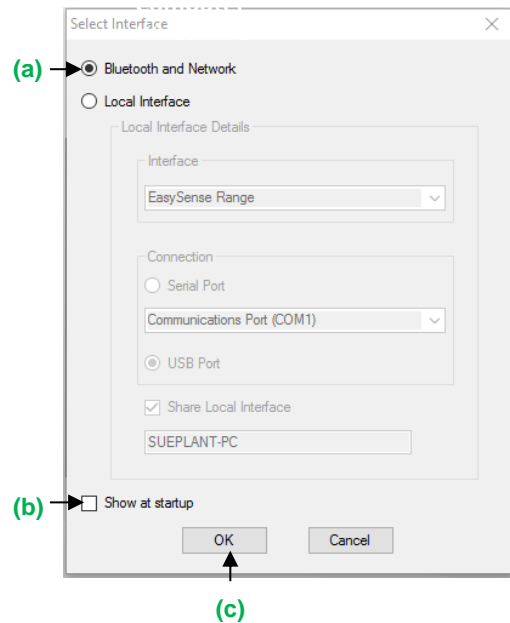 Select Interface
(a)
Bluetooth and Network
Local Interface
Local Interface Details
Interface
EasySense Range
Connection
Serial Port
Communications Port (COM1)
USB Port
Share Local Interface
SUEPLANT-PC
(b)
Show at startup
OK Cancel
(c)